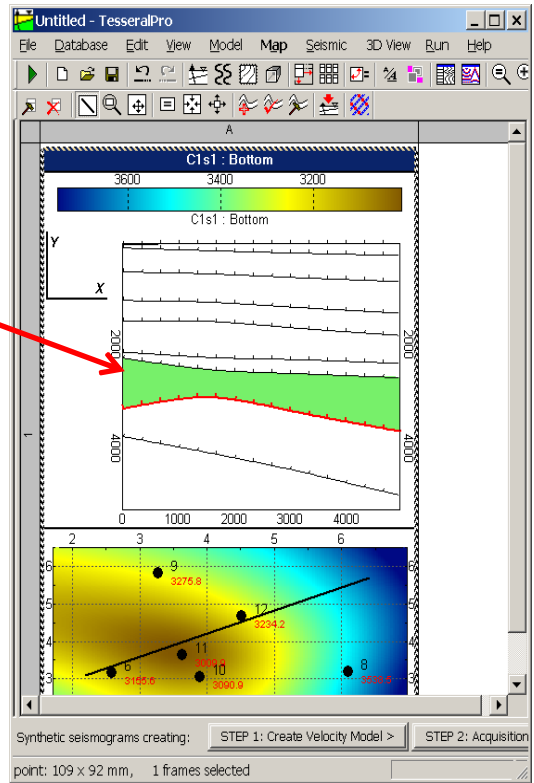 Untitled - TesseralPro
File Database Edit View Model Map Seismic 3D View Run Help
A
C1s1 : Bottom
3600 3400 3200
C1s1 : Bottom
Y
X
2000 2000
4000 4000
1
0 1000 2000 3000 4000
2 3 4 5 6
6 6
9
3275.8
5 5
12
3234.2
4 4
11
6 10 8
3 3
3090.9
Synthetic seismograms creating: STEP 1: Create Velocity Model > STEP 2: Acquisition
point: 109 x 92 mm, 1 frames selected